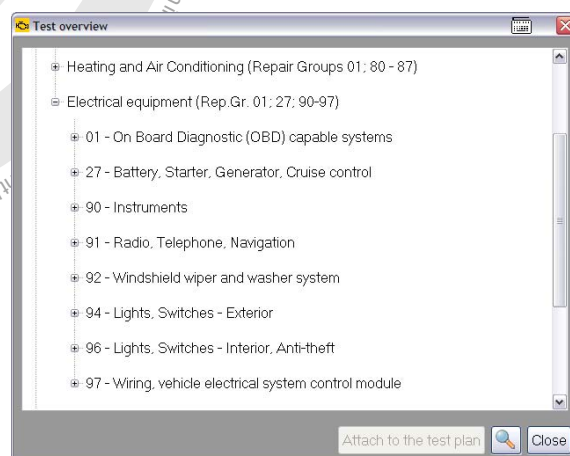 Test overview
Heating and Air Conditioning (Repair Groups 01; 80 - 87)
Electrical equipment (Rep.Gr. 01; 27; 90-97)
01 - On Board Diagnostic (OBD) capable systems
27 - Battery, Starter, Generator, Cruise control
90 - Instruments
91 - Radio, Telephone, Navigation
92 - Windshield wiper and washer system
94 - Lights, Switches - Exterior
96 - Lights, Switches - Interior, Anti-theft
97 - Wiring, vehicle electrical system control module
Attach to the test plan
Close